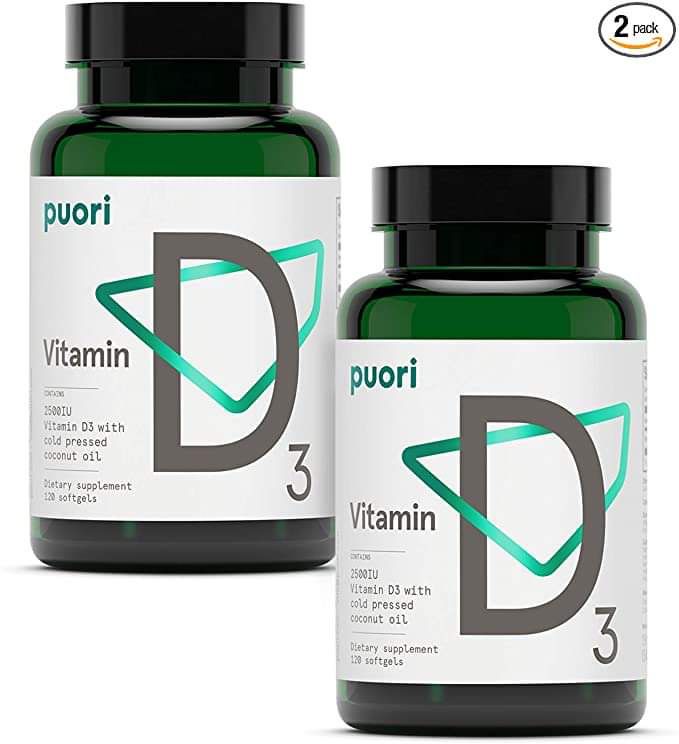 2 pack
puori
D
3
Vitamin
CONTAINS
2500IU
Vitamin D3 with
cold pressed
coconut oil
Dietary supplement
120 softgels
puori
D
3
Vitamin
CONTAINS
2500IU
Vitamin D3 with
cold pressed
coconut oil
Dietary supplement
120 softgels